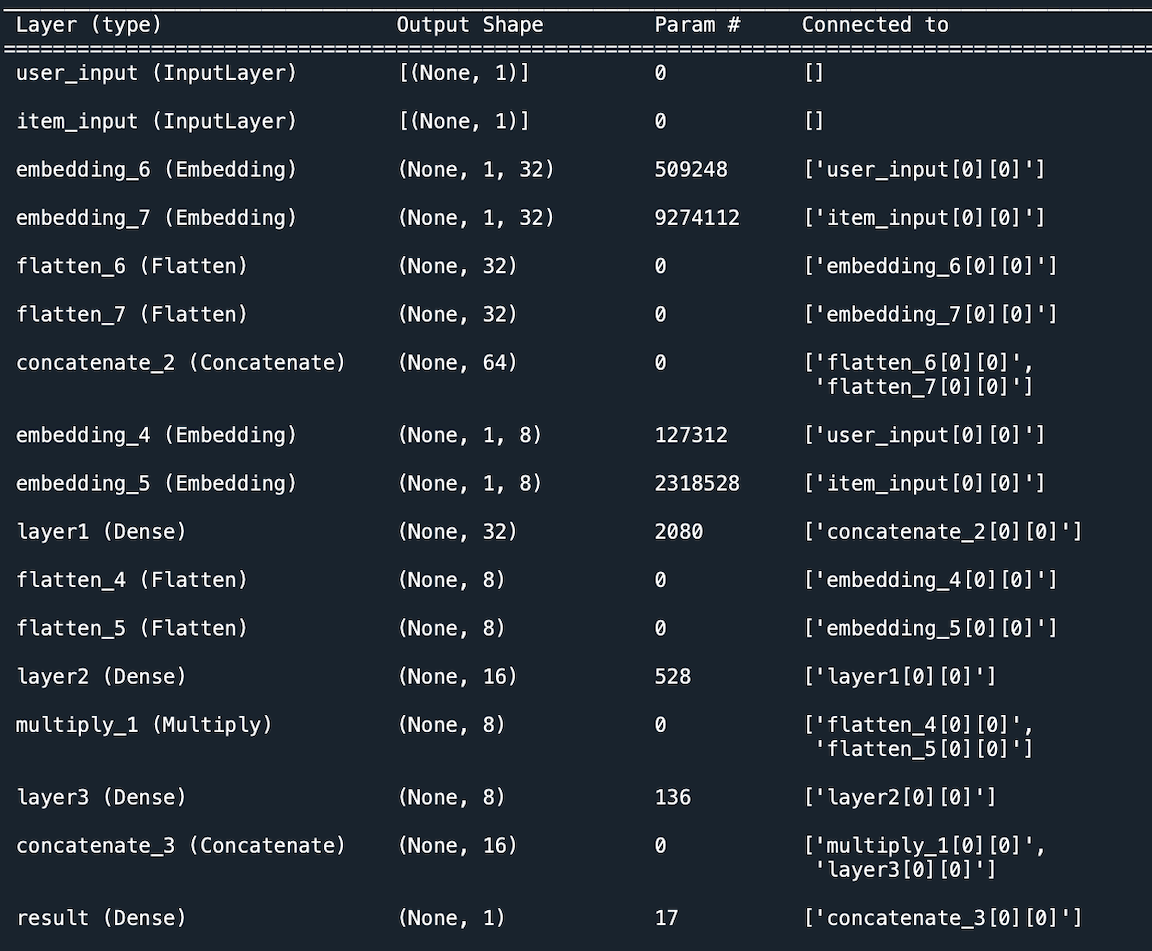 Layer (type) Output Shape Param # Connected to
user_input (InputLayer) [(None, 1)] 0 []
item_input (InputLayer) [(None, 1)] 0 []
embedding_6 (Embedding) (None, 1, 32) 509248 ['user_input[0][0]']
embedding_7 (Embedding) (None, 1, 32) 9274112 ['item_input[0][0]']
flatten_6 (Flatten) (None, 32) 0 ['embedding_6[0][0]']
flatten_7 (Flatten) (None, 32) 0 ['embedding_7[0][0]']
concatenate_2 (Concatenate) (None, 64) 0 ['flatten_6[0][0]',
'flatten_7[0][0]']
embedding_4 (Embedding) (None, 1, 8) 127312 ['user_input[0][0]']
embedding_5 (Embedding) (None, 1, 8) 2318528 ['item_input[0][0]']
layer1 (Dense) (None, 32) 2080 ['concatenate_2[0][0]']
flatten_4 (Flatten) (None, 8) 0 ['embedding_4[0][0]']
flatten_5 (Flatten) (None, 8) 0 ['embedding_5[0][0]']
layer2 (Dense) (None, 16) 528 ['layer1[0][0]']
multiply_1 (Multiply) (None, 8) 0 ['flatten_4[0][0]',
'flatten_5[0][0]']
layer3 (Dense) (None, 8) 136 ['layer2[0][0]']
concatenate_3 (Concatenate) (None, 16) 0 ['multiply_1[0][0]',
'layer3[0][0]']
result (Dense) (None, 1) 17 ['concatenate_3[0][0]']